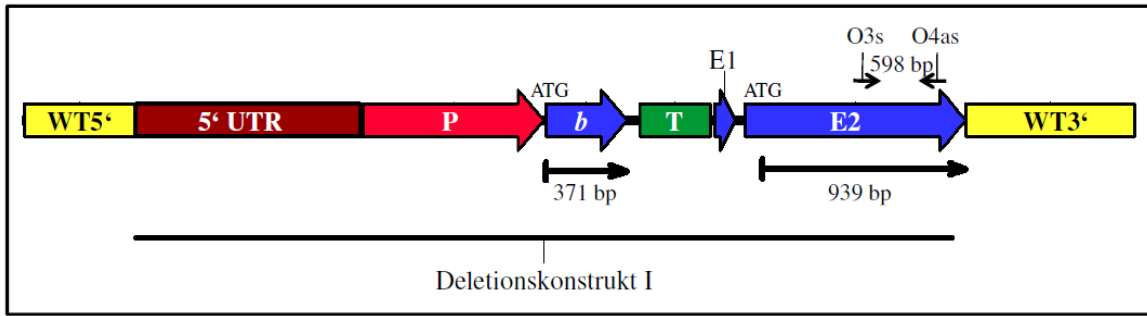 O3s O4as
598 bp
E1
ATG ATG
WT5‘ 5‘ UTR P b T E2 WT3‘
371 bp 939 bp
Deletionskonstrukt I